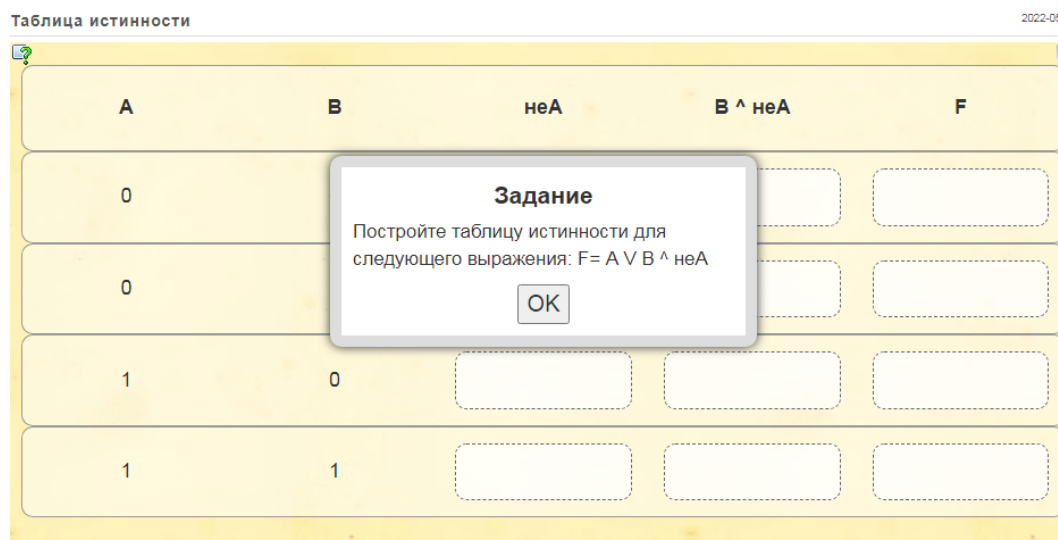 Таблица истинности
2022-05
A B неA B ^ неA F
0
0
1 0
1 1
Задание
Постройте таблицу истинности для
следующего выражения: F= A V B ^ неA
OK